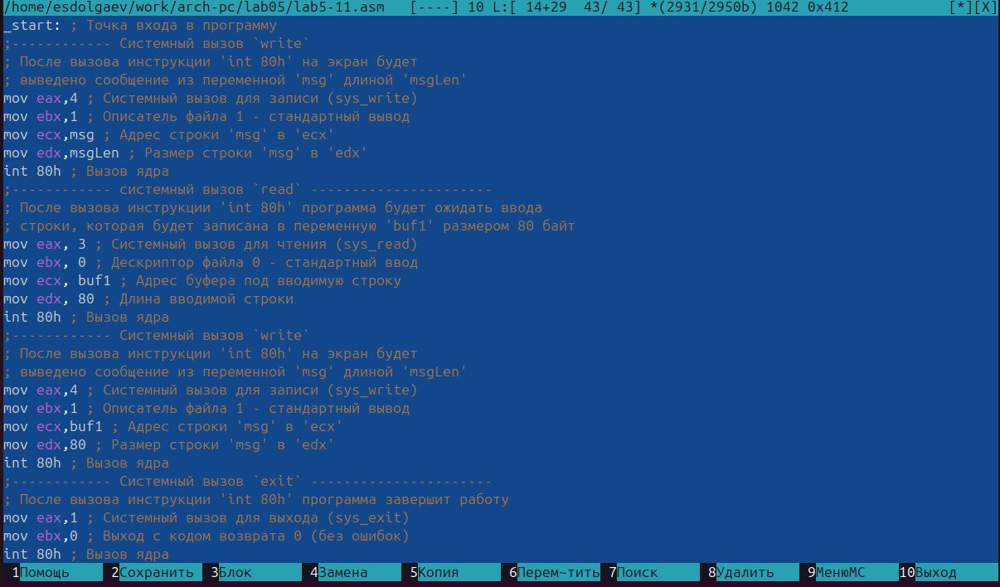 /home/esdolgaev/work/arch-pc/lab05/lab5-11.asm [----] 10 L:[ 14+29 43/ 43] *(2931/2950b) 1042 0x412 [*][X]
_start: ; Точка входа в программу
;------------ Системный вызов `write`
; После вызова инструкции 'int 80h' на экран будет
; выведено сообщение из переменной 'msg' длиной 'msgLen'
mov eax,4 ; Системный вызов для записи (sys_write)
mov ebx,1 ; Описатель файла 1 - стандартный вывод
mov ecx,msg ; Адрес строки 'msg' в 'ecx'
mov edx,msgLen ; Размер строки 'msg' в 'edx'
int 80h ; Вызов ядра
;------------ системный вызов `read` ----------------------
; После вызова инструкции 'int 80h' программа будет ожидать ввода
; строки, которая будет записана в переменную 'buf1' размером 80 байт
mov eax, 3 ; Системный вызов для чтения (sys_read)
mov ebx, 0 ; Дескриптор файла 0 - стандартный ввод
mov ecx, buf1 ; Адрес буфера под вводимую строку
mov edx, 80 ; Длина вводимой строки
int 80h ; Вызов ядра
;------------ Системный вызов `write`
; После вызова инструкции 'int 80h' на экран будет
; выведено сообщение из переменной 'msg' длиной 'msgLen'
mov eax,4 ; Системный вызов для записи (sys_write)
mov ebx,1 ; Описатель файла 1 - стандартный вывод
mov ecx,buf1 ; Адрес строки 'msg' в 'ecx'
mov edx,80 ; Размер строки 'msg' в 'edx'
int 80h ; Вызов ядра
;------------ Системный вызов `exit` ----------------------
; После вызова инструкции 'int 80h' программа завершит работу
mov eax,1 ; Системный вызов для выхода (sys_exit)
mov ebx,0 ; Выход с кодом возврата 0 (без ошибок)
int 80h ; Вызов ядра
1Помощь 2Сохранить 3Блок 4Замена 5Копия 6Перем~тить 7Поиск 8Удалить 9МенюMC 10Выход